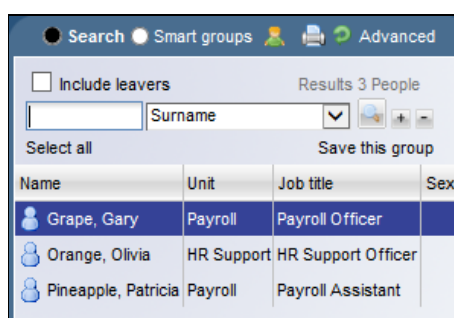 Search Smart groups Advanced
Include leavers Results 3 People
Surname
Select all Save this group
Name Unit Job title Sex
Grape, Gary Payroll Payroll Officer
Orange, Olivia HR Support HR Support Officer
Pineapple, Patricia Payroll Payroll Assistant